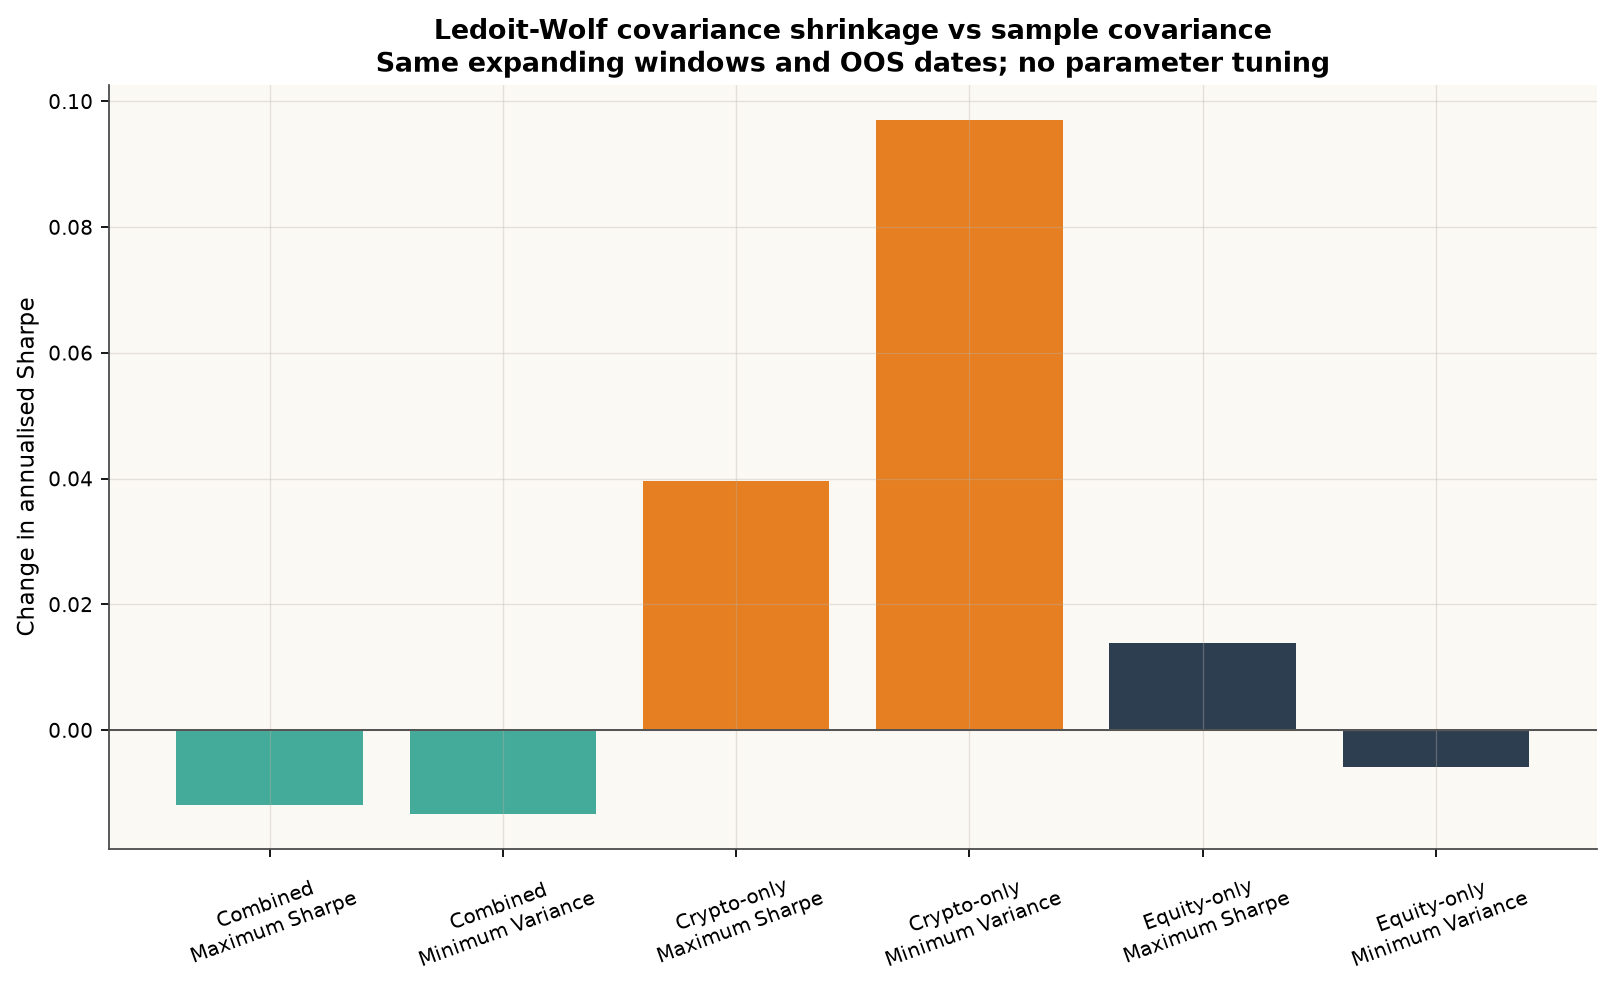 Ledoit-Wolf covariance shrinkage vs sample covariance
Same expanding windows and OOS dates; no parameter tuning
Change in annualised Sharpe
0.10
0.08
0.06
0.04
0.02
0.00
Combined
Maximum Sharpe
Combined
Minimum Variance
Crypto-only
Maximum Sharpe
Crypto-only
Minimum Variance
Equity-only
Maximum Sharpe
Equity-only
Minimum Variance